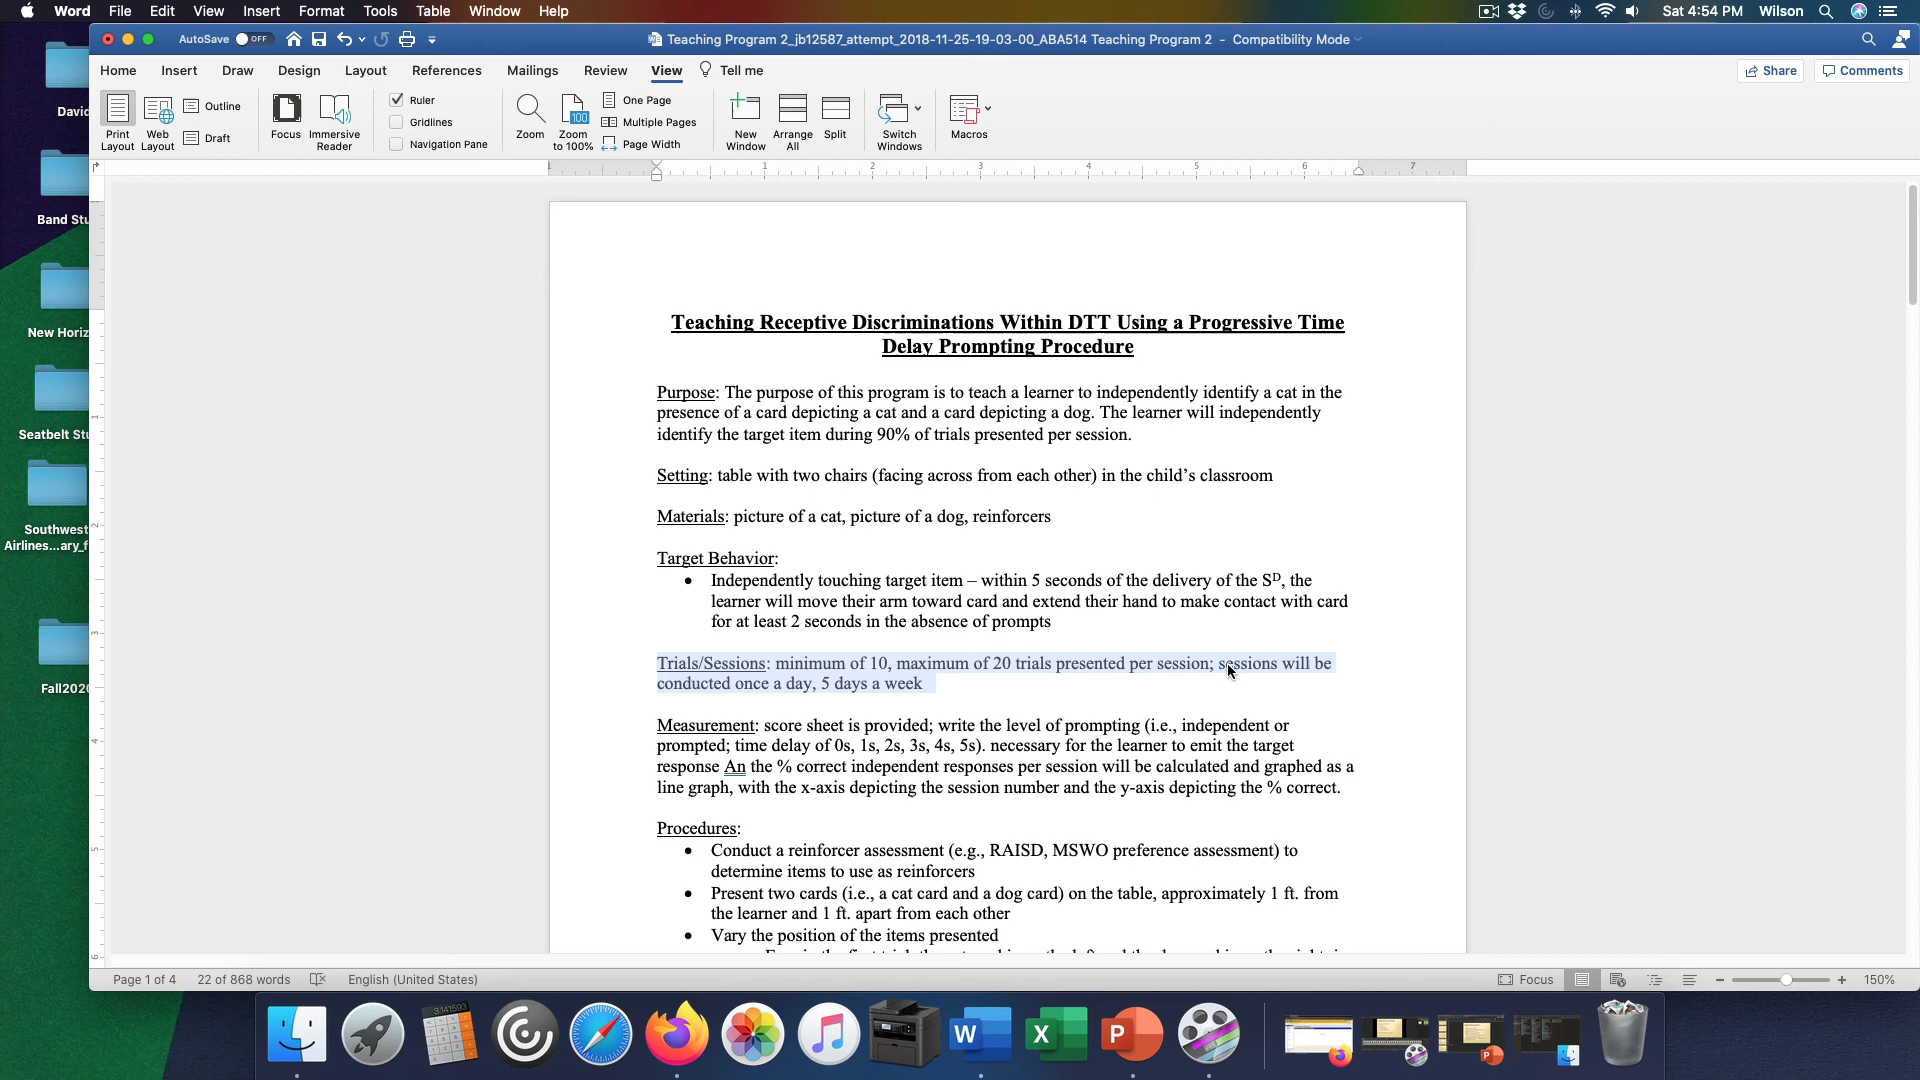 Word File Edit View Insert Format Tools Table Window Help
Sat 4:54 PM Wilson
AutoSave OFF
Teaching Program 2_jb12587_attempt_2018-11-25-19-03-00_ABA514 Teaching Program 2 - Compatibility Mode
Home Insert Draw Design Layout References Mailings Review View Tell me
Share Comments
Print Layout
Web Layout
Outline
Draft
Focus
Immersive Reader
Ruler
Gridlines
Navigation Pane
Zoom
100
Zoom to 100%
One Page
Multiple Pages
Page Width
New Window
Arrange All
Split
Switch Windows
Macros
1 1 2 3 4 5 6 7
David
Band Stu
New Horiz
Seatbelt Stu
Southwest
Airlines...ary_f
Fall2020
Teaching Receptive Discriminations Within DTT Using a Progressive Time
Delay Prompting Procedure
Purpose: The purpose of this program is to teach a learner to independently identify a cat in the
presence of a card depicting a cat and a card depicting a dog. The learner will independently
identify the target item during 90% of trials presented per session.
Setting: table with two chairs (facing across from each other) in the child’s classroom
Materials: picture of a cat, picture of a dog, reinforcers
Target Behavior:
• Independently touching target item – within 5 seconds of the delivery of the Sᴰ, the
learner will move their arm toward card and extend their hand to make contact with card
for at least 2 seconds in the absence of prompts
Trials/Sessions: minimum of 10, maximum of 20 trials presented per session; sessions will be
conducted once a day, 5 days a week
Measurement: score sheet is provided; write the level of prompting (i.e., independent or
prompted; time delay of 0s, 1s, 2s, 3s, 4s, 5s). necessary for the learner to emit the target
response An the % correct independent responses per session will be calculated and graphed as a
line graph, with the x-axis depicting the session number and the y-axis depicting the % correct.
Procedures:
• Conduct a reinforcer assessment (e.g., RAISD, MSWO preference assessment) to
determine items to use as reinforcers
• Present two cards (i.e., a cat card and a dog card) on the table, approximately 1 ft. from
the learner and 1 ft. apart from each other
• Vary the position of the items presented
Page 1 of 4 22 of 868 words English (United States)
Focus 150%
3.141593
W X P